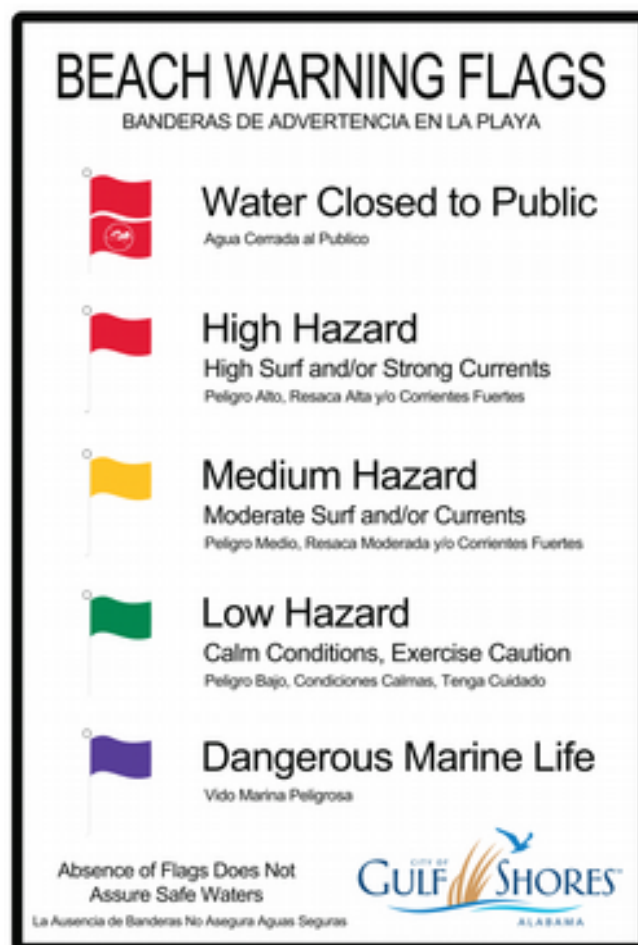 BEACH WARNING FLAGS
BANDERAS DE ADVERTENCIA EN LA PLAYA
Water Closed to Public
Agua Cerrada al Publico
High Hazard
High Surf and/or Strong Currents
Peligro Alto, Resaca Alta y/o Corrientes Fuertes
Medium Hazard
Moderate Surf and/or Currents
Peligro Medio, Resaca Moderada y/o Corrientes Fuertes
Low Hazard
Calm Conditions, Exercise Caution
Peligro Bajo, Condiciones Calmas, Tenga Cuidado
Dangerous Marine Life
Vido Marina Peligrosa
Absence of Flags Does Not
Assure Safe Waters
La Ausencia de Banderas No Asegura Aguas Seguras
CITY OF
GULF SHORES
ALABAMA